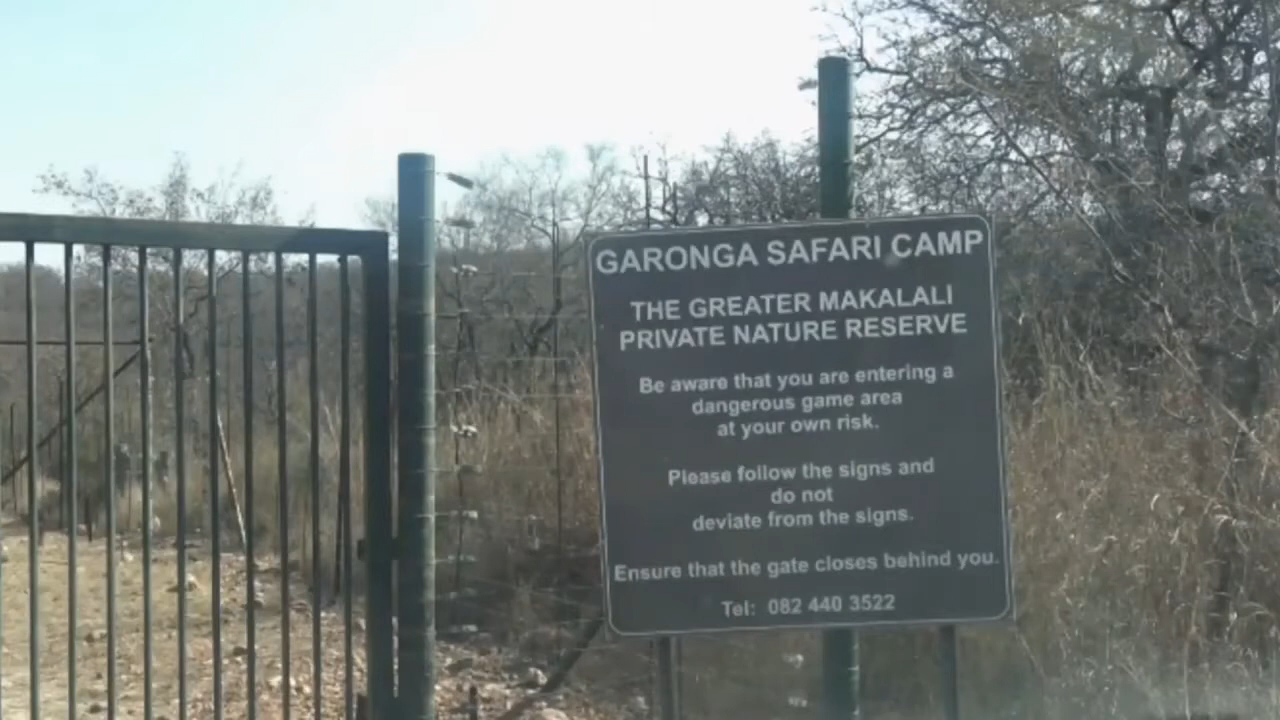 GARONGA SAFARI CAMP
THE GREATER MAKALALI
PRIVATE NATURE RESERVE
Be aware that you are entering a
dangerous game area
at your own risk.
Please follow the signs and
do not
deviate from the signs.
Ensure that the gate closes behind you.
Tel: 082 440 3522